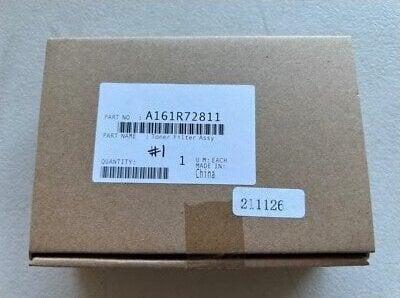 PART NO : A161R72811
PART NAME : Toner Filter Assy
#1
QUANTITY: 1 U M: EACH
MADE IN:
China
211126